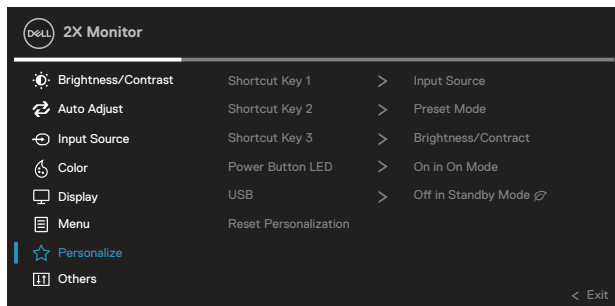 DELL 2X Monitor
Brightness/Contrast Shortcut Key 1 > Input Source
Auto Adjust Shortcut Key 2 > Preset Mode
Input Source Shortcut Key 3 > Brightness/Contract
Color Power Button LED > On in On Mode
Display USB > Off in Standby Mode
Menu Reset Personalization
Personalize
Others
< Exit